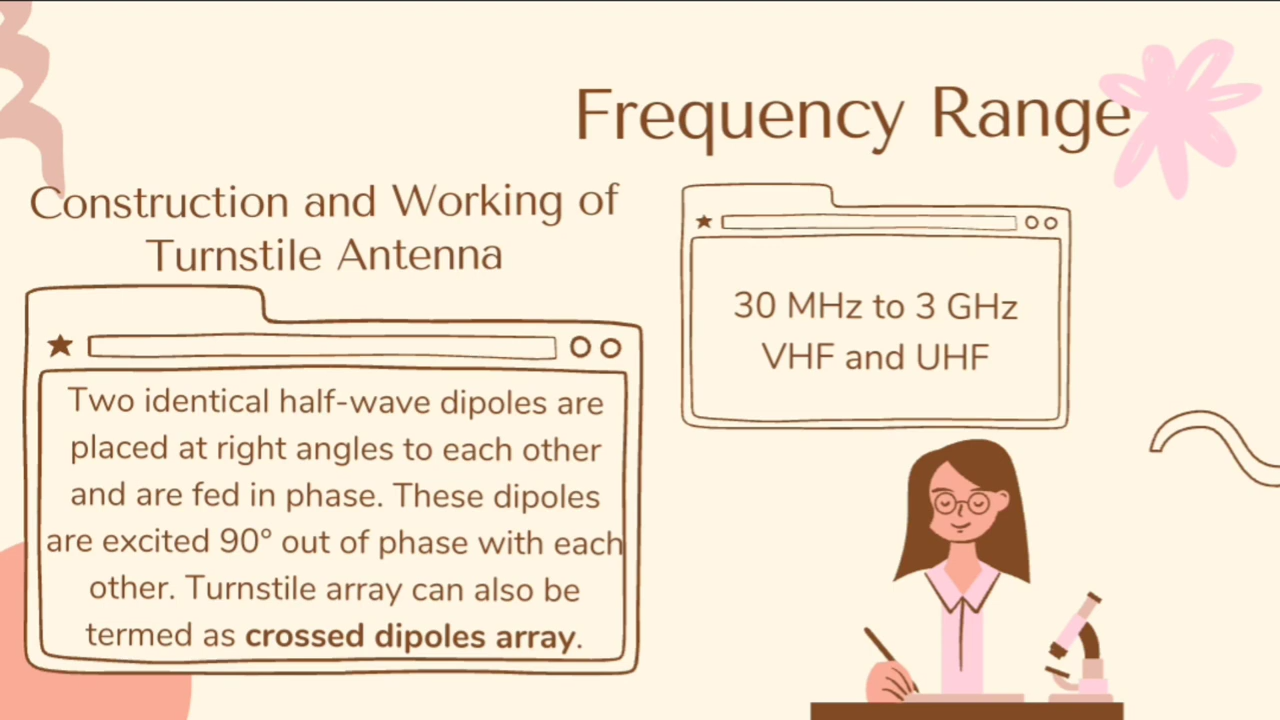 Frequency Range
Construction and Working of
Turnstile Antenna
30 MHz to 3 GHz
VHF and UHF
Two identical half-wave dipoles are
placed at right angles to each other
and are fed in phase. These dipoles
are excited 90° out of phase with each
other. Turnstile array can also be
termed as crossed dipoles array.